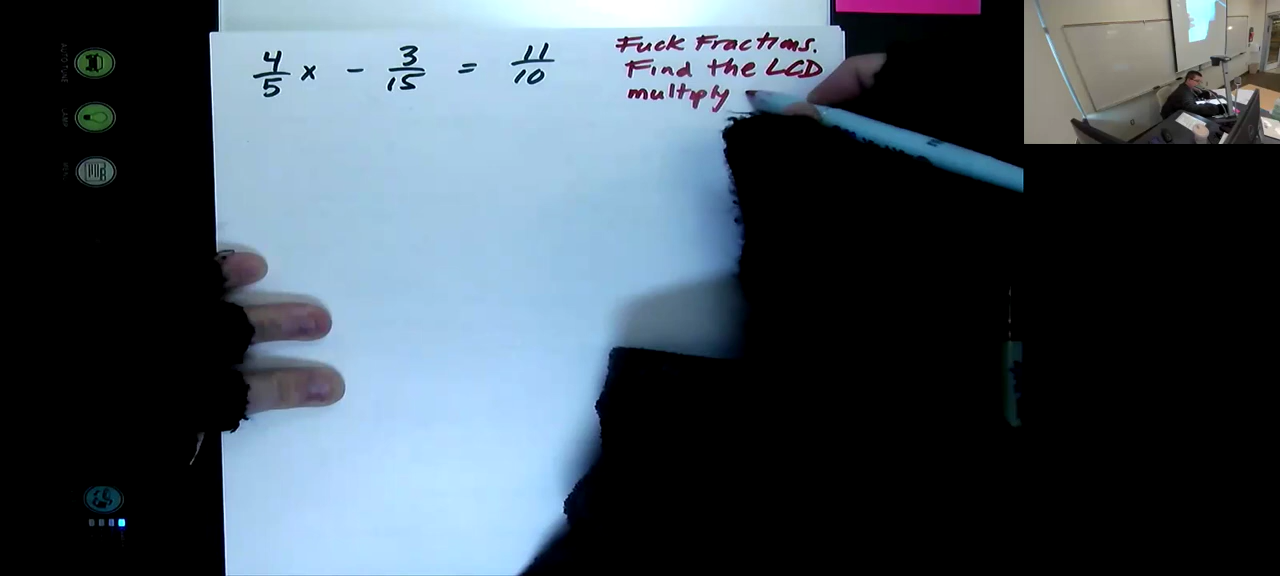 4/5 x - 3/15 = 11/10
Fuck Fractions.
Find the LCD
multiply